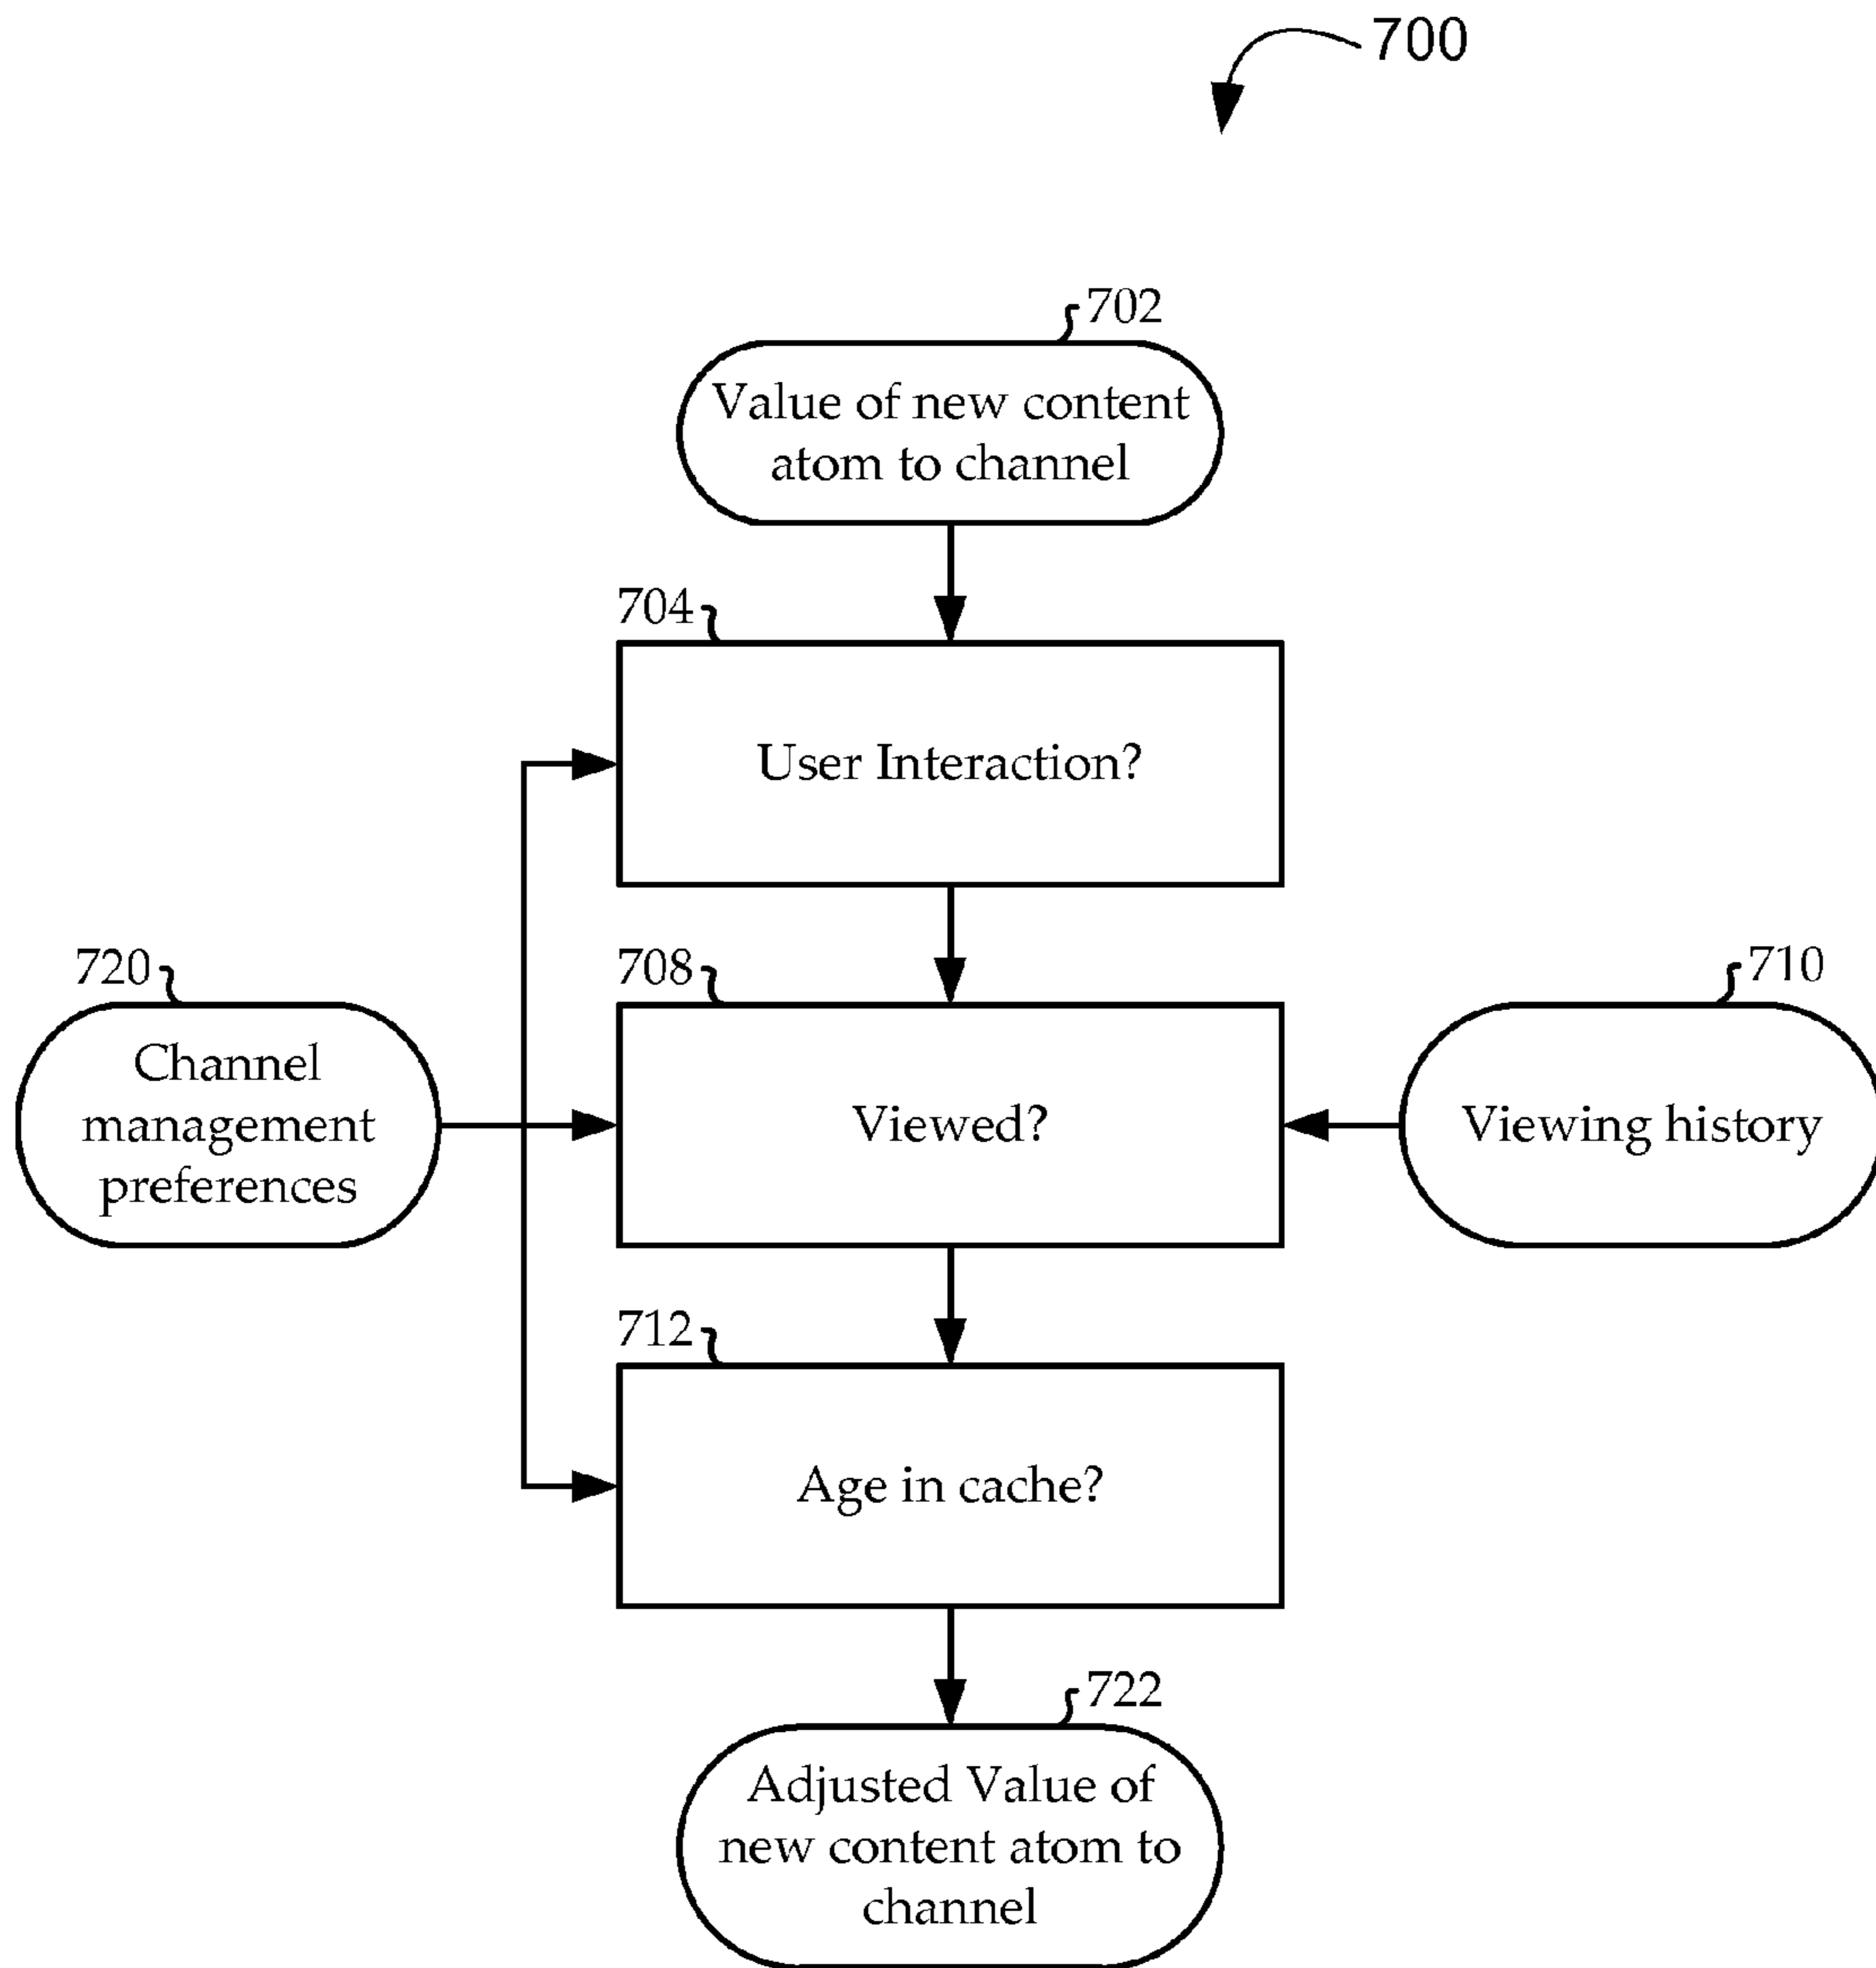 700
702
Value of new content
atom to channel
704
User Interaction?
720
Channel
management
preferences
708
Viewed?
710
Viewing history
712
Age in cache?
722
Adjusted Value of
new content atom to
channel